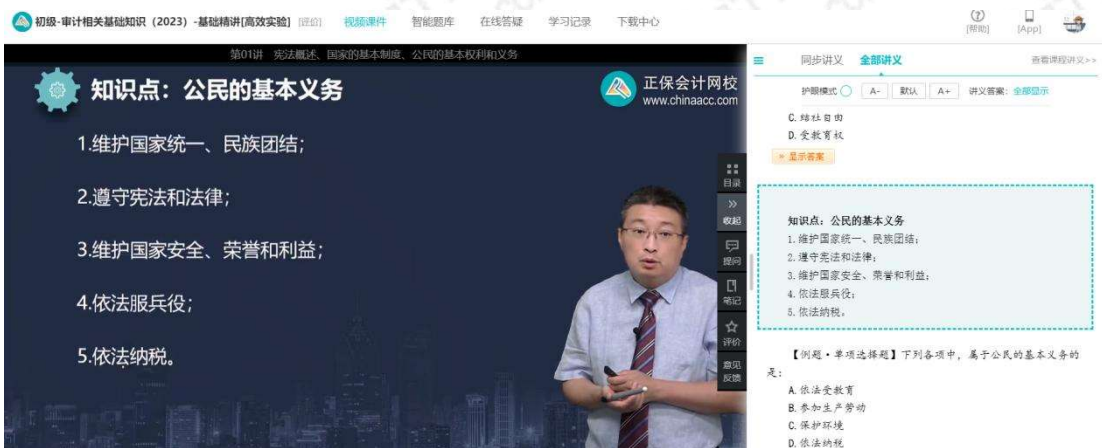 初级-审计相关基础知识（2023）-基础精讲[高效实验] [评价] 视频课件 智能题库 在线答疑 学习记录 下载中心 [帮助] [App]
第01讲 宪法概述、国家的基本制度、公民的基本权利和义务
知识点：公民的基本义务
正保会计网校
www.chinaacc.com
1.维护国家统一、民族团结；
2.遵守宪法和法律；
3.维护国家安全、荣誉和利益；
4.依法服兵役；
5.依法纳税。
目录
收起
提问
笔记
评价
意见
反馈
同步讲义 全部讲义 查看课程讲义>>
护眼模式 A- 默认 A+ 讲义答案：全部显示
C.结社自由
D.受教育权
» 显示答案
知识点：公民的基本义务
1.维护国家统一、民族团结；
2.遵守宪法和法律；
3.维护国家安全、荣誉和利益；
4.依法服兵役；
5.依法纳税。
【例题·单项选择题】下列各项中，属于公民的基本义务的
是：
A.依法受教育
B.参加生产劳动
C.保护环境
D.依法纳税